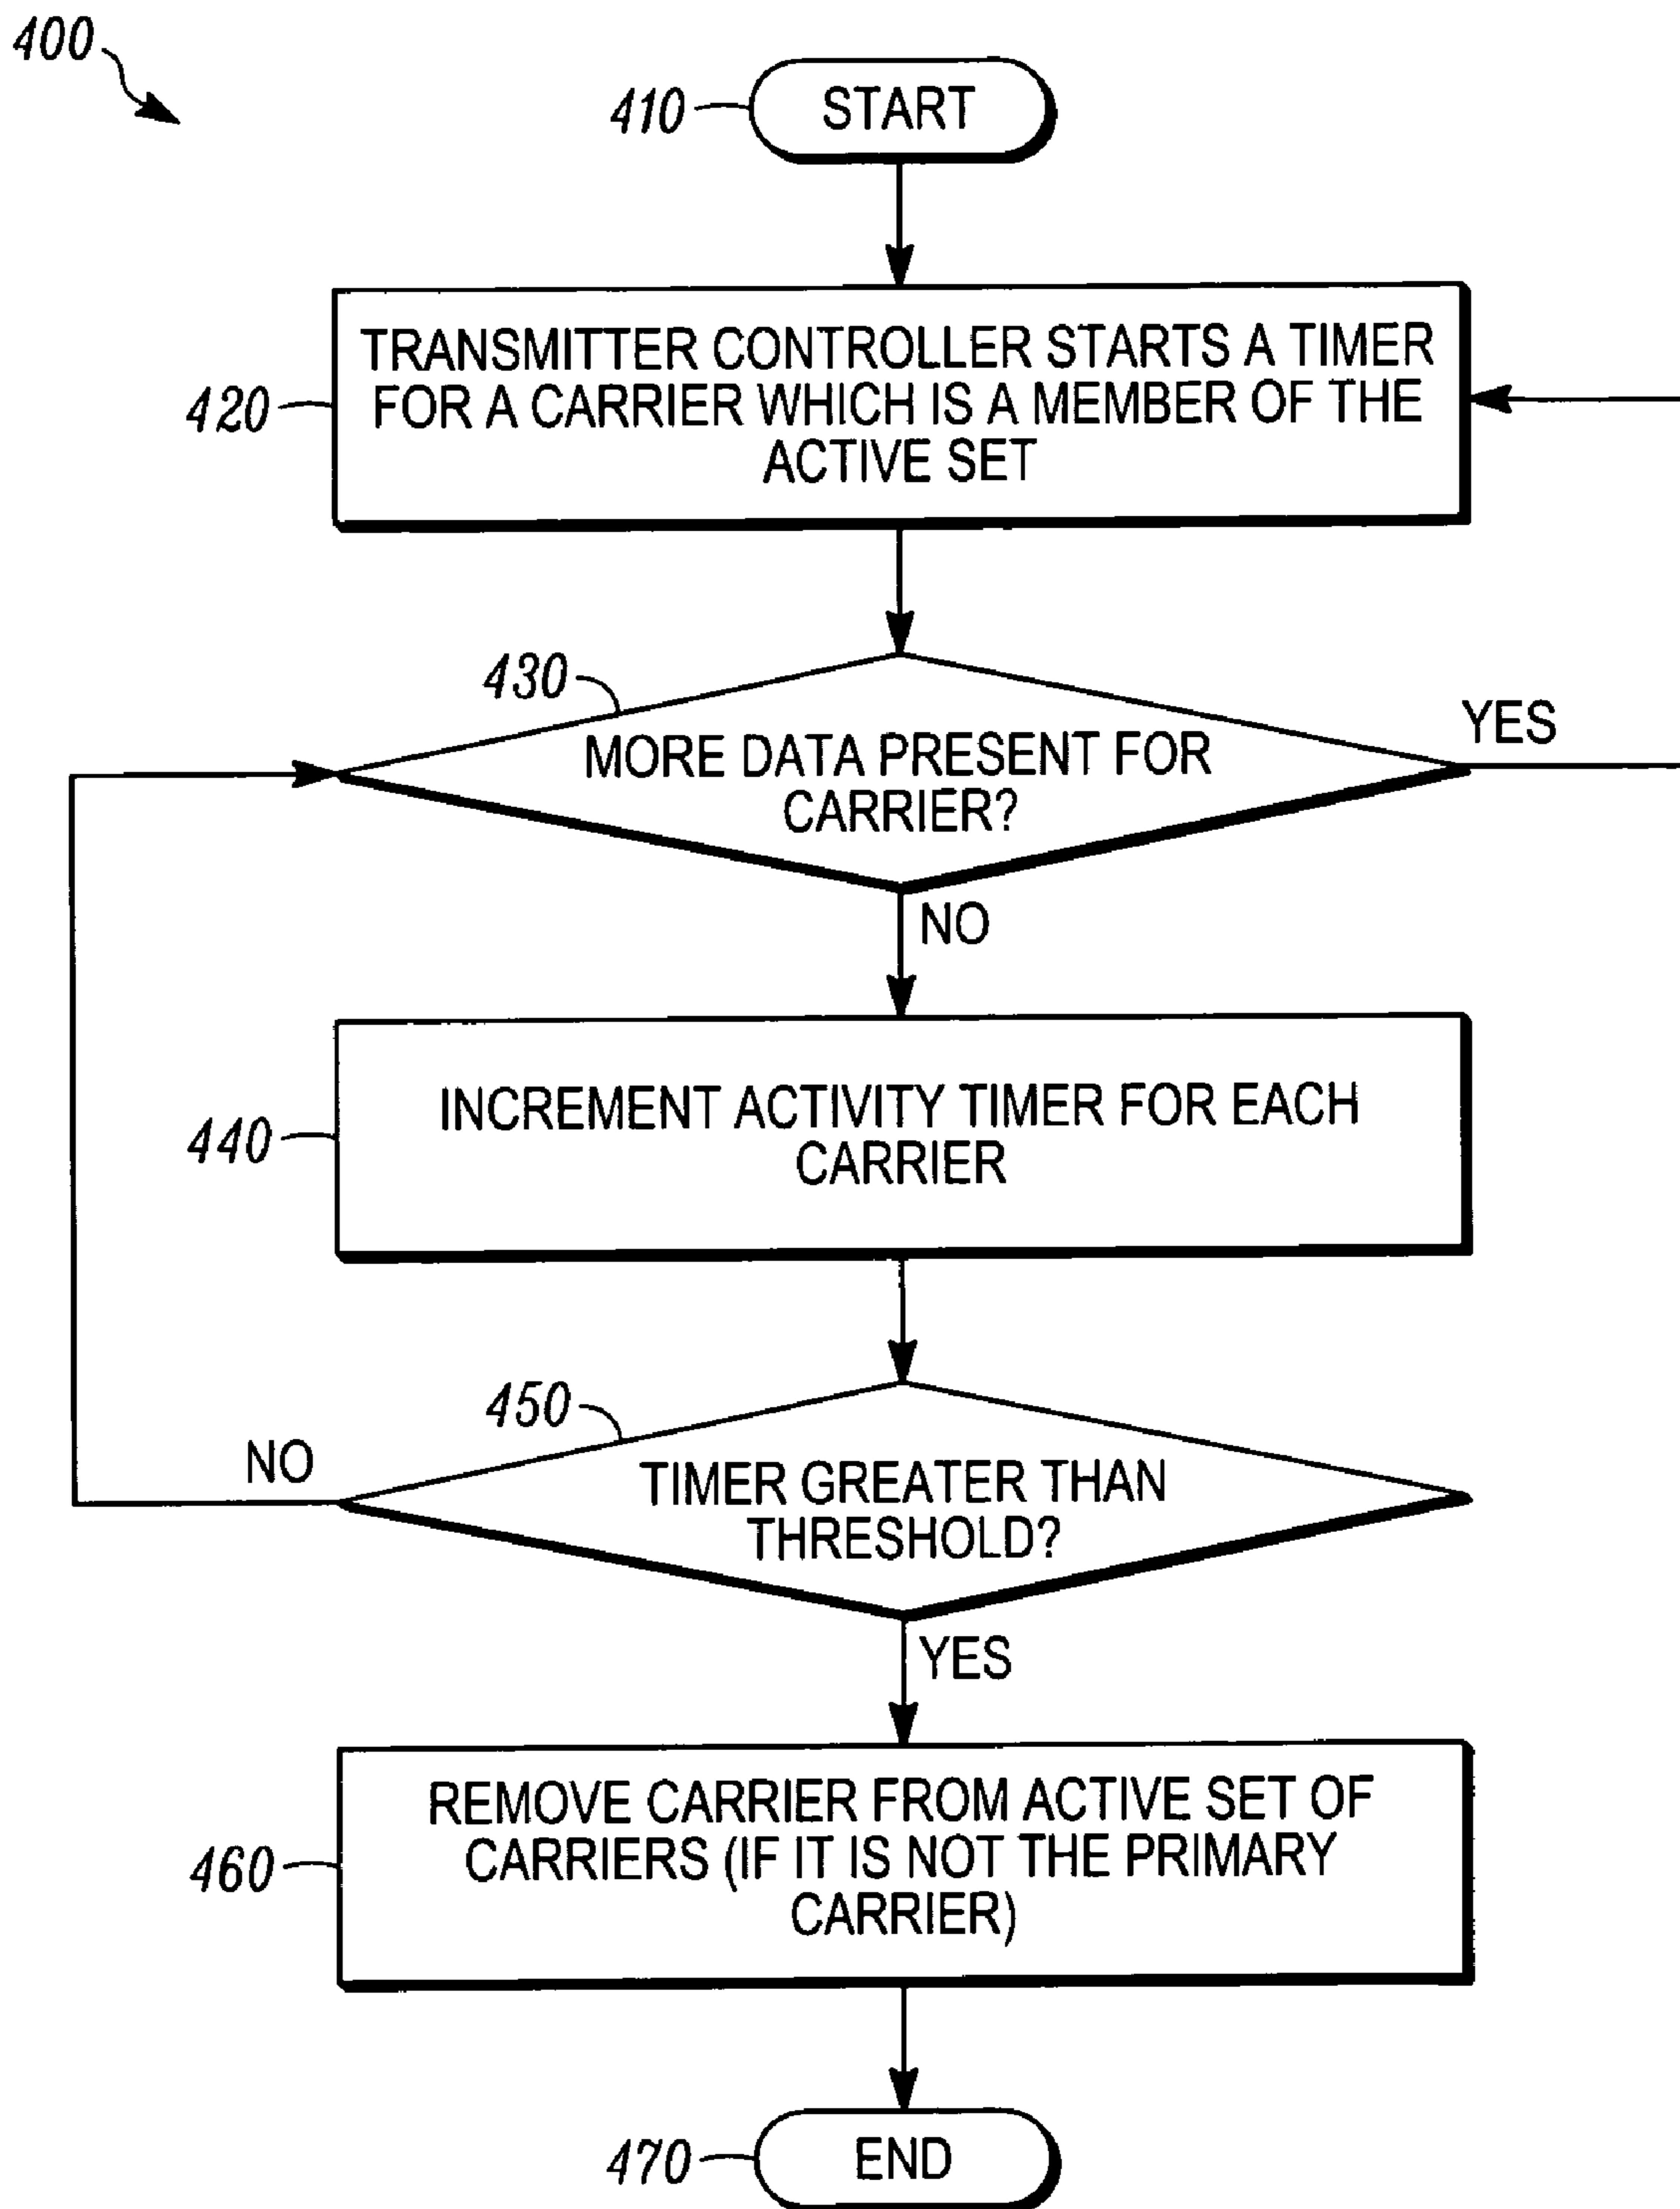 400
410
START
TRANSMITTER CONTROLLER STARTS A TIMER
FOR A CARRIER WHICH IS A MEMBER OF THE
ACTIVE SET
420
430
YES
MORE DATA PRESENT FOR
CARRIER?
NO
INCREMENT ACTIVITY TIMER FOR EACH
CARRIER
440
450
NO
TIMER GREATER THAN
THRESHOLD?
YES
REMOVE CARRIER FROM ACTIVE SET OF
CARRIERS (IF IT IS NOT THE PRIMARY
CARRIER)
460
470
END